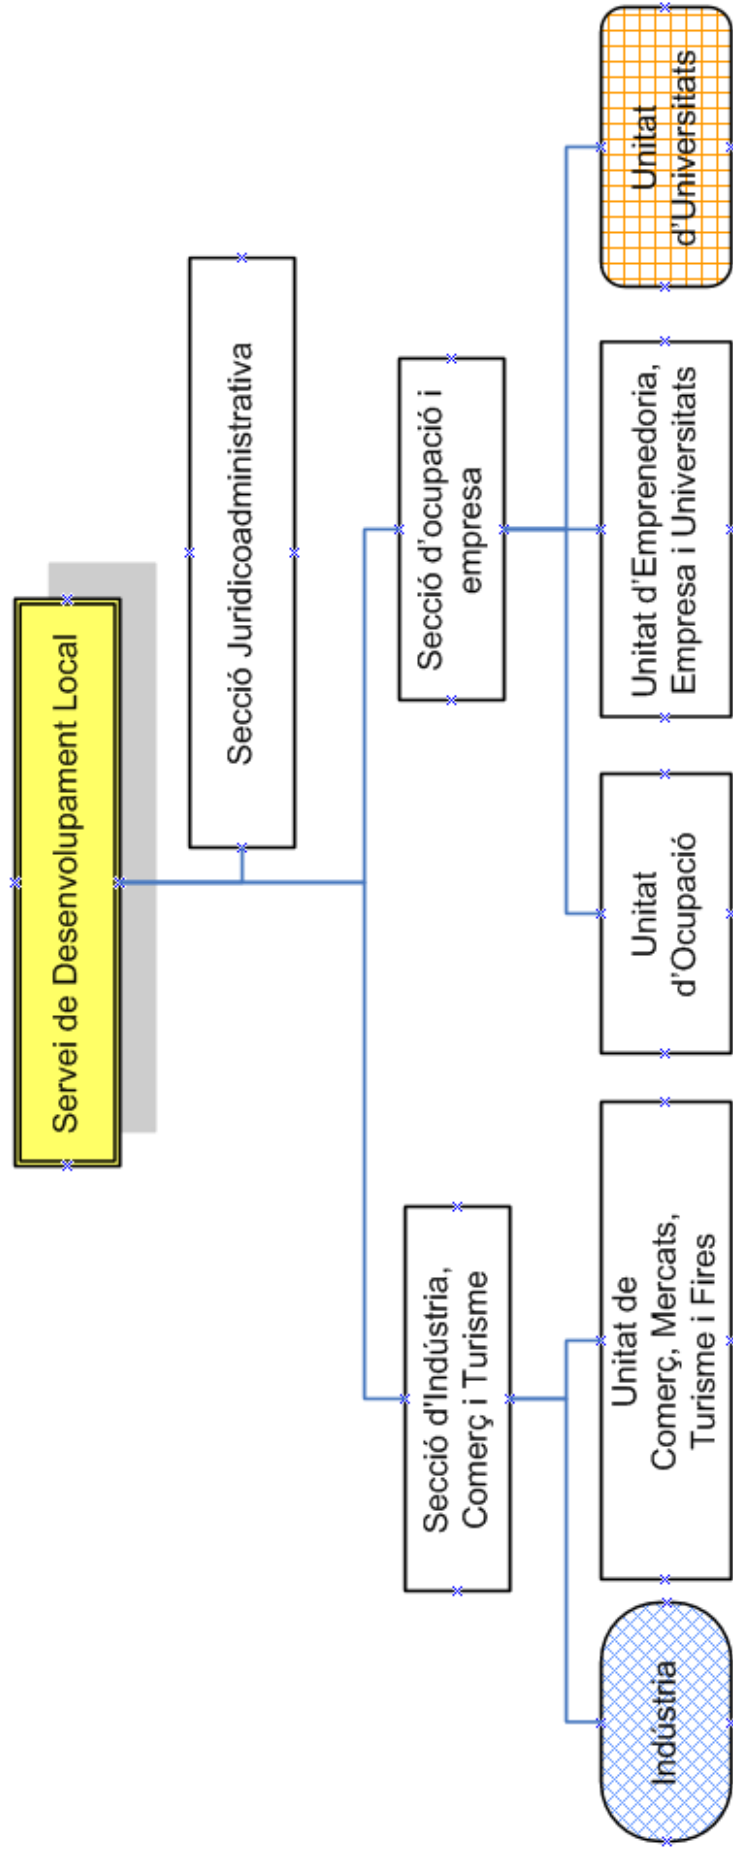 Servei de Desenvolupament Local
Secció Juridicoadministrativa
Secció d'Indústria,
Comerç i Turisme
Secció d'ocupació i
empresa
Indústria
Unitat de
Comerç, Mercats,
Turisme i Fires
Unitat
d'Ocupació
Unitat d'Emprenedoria,
Empresa i Universitats
Unitat
d'Universitats